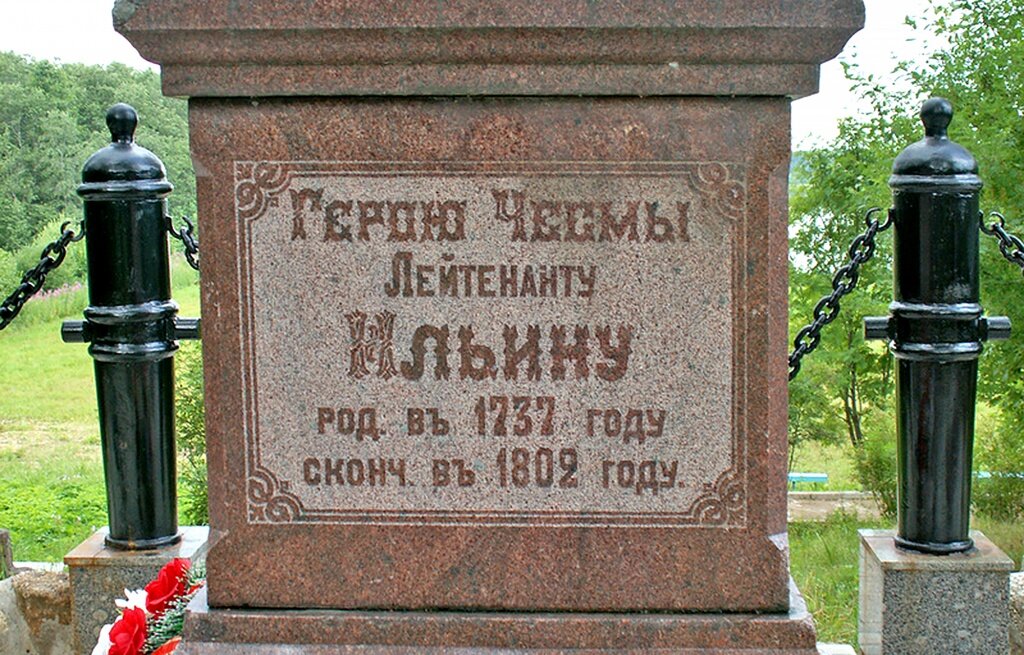 Герою Чесмы
Лейтенанту
Ильину
род. въ 1737 году
сконч. въ 1802 году.